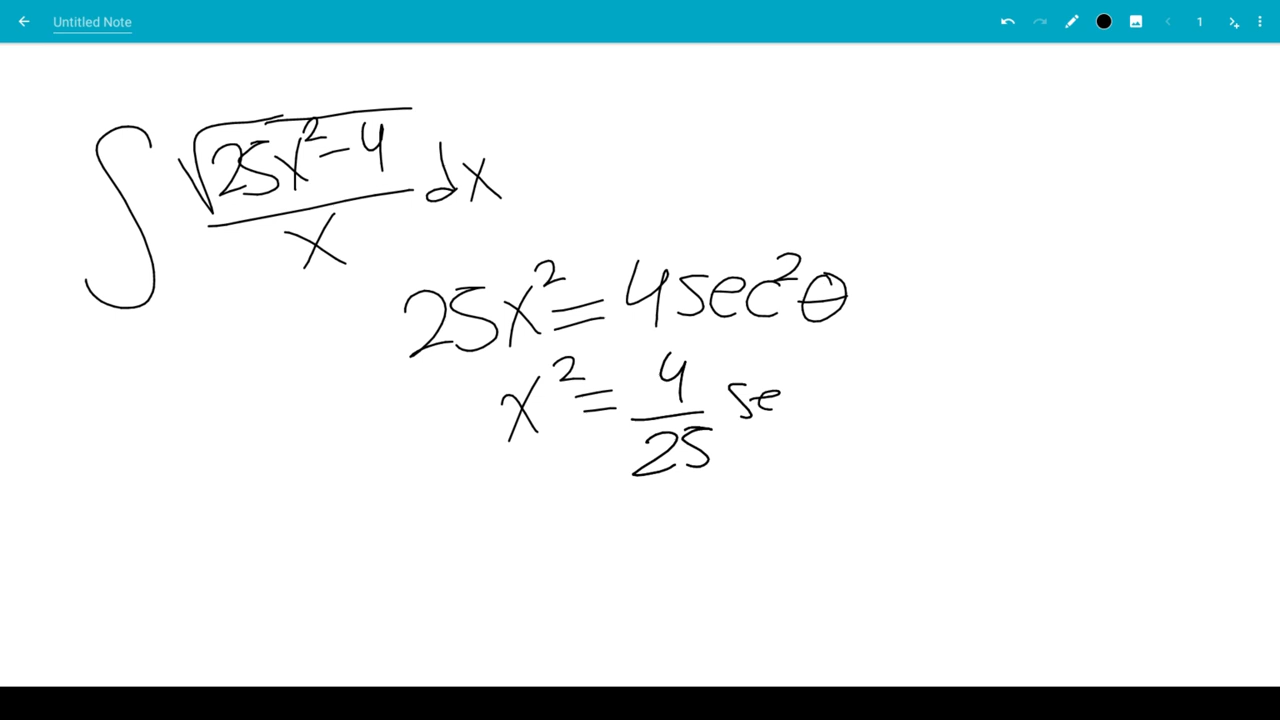 Untitled Note
1
∫ √(25x² - 4) / x dx
25x² = 4sec²θ
x² = 4/25 se